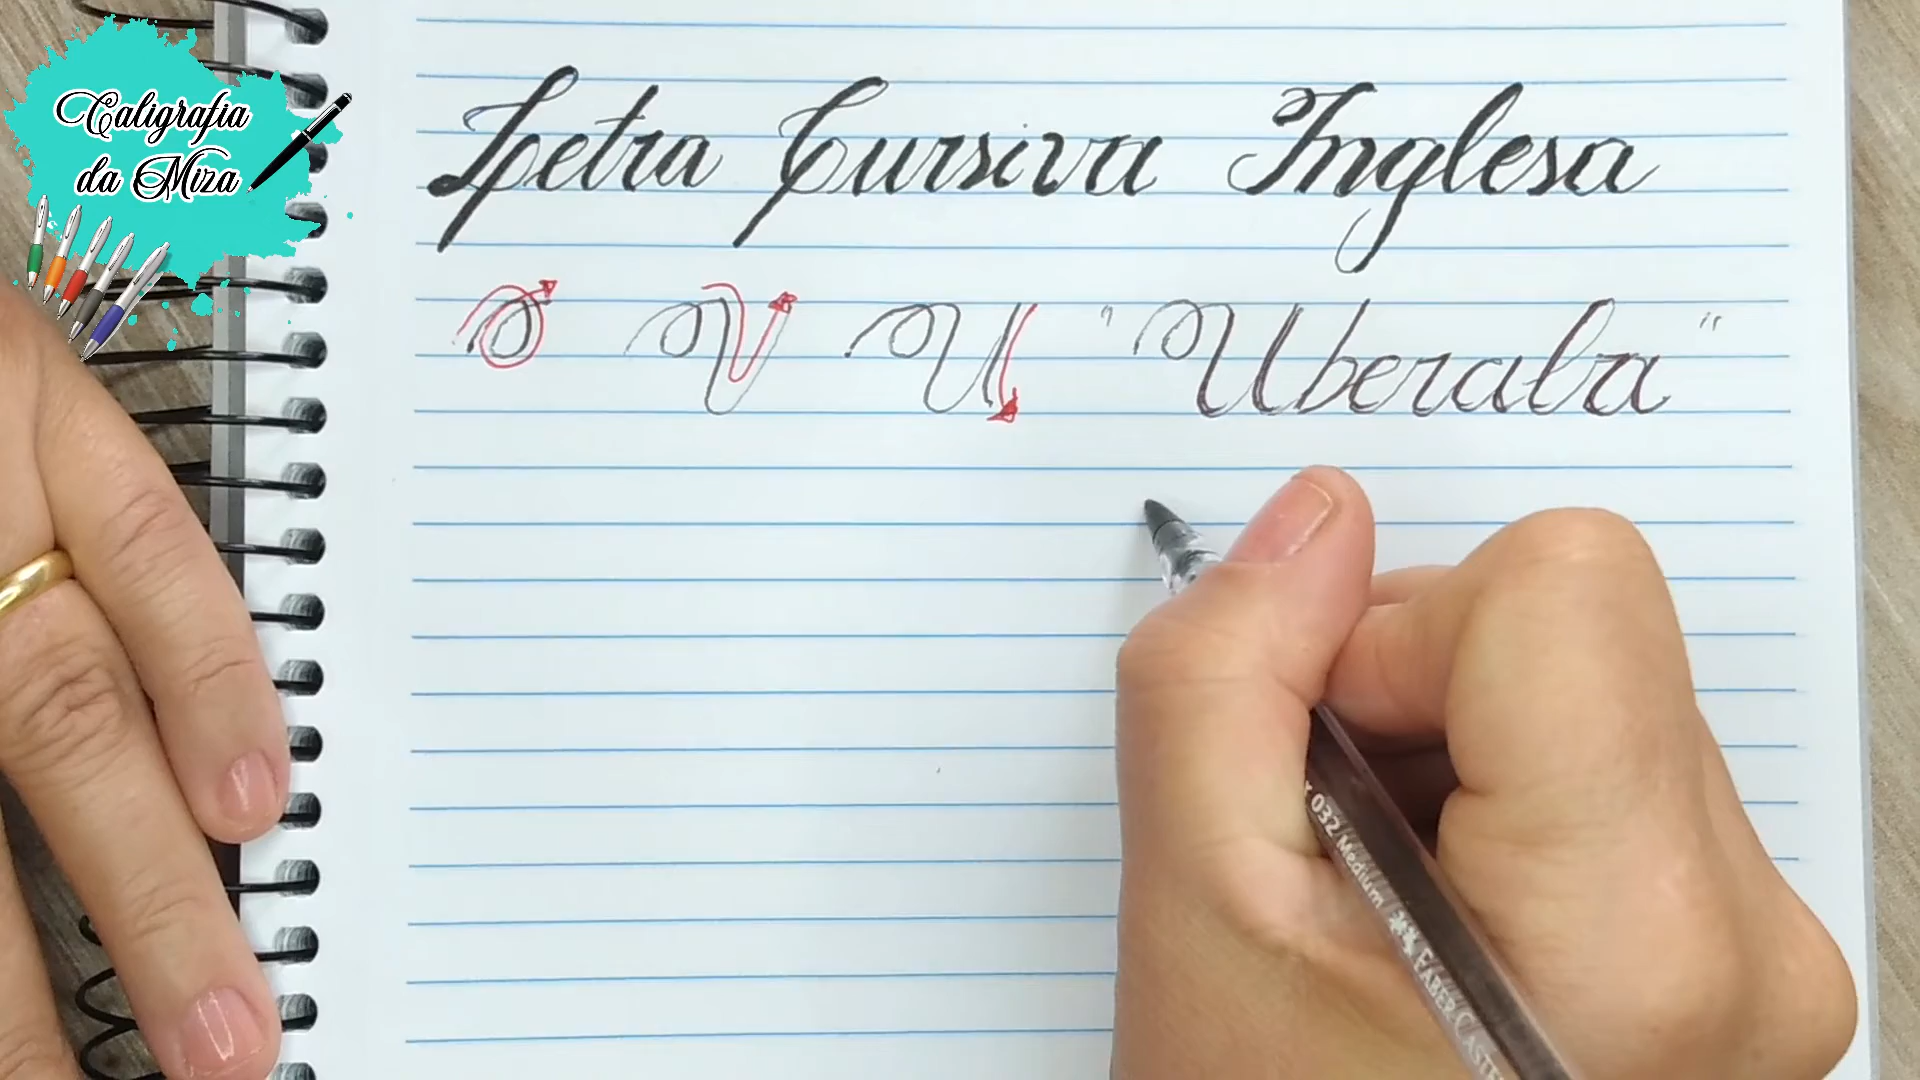 Caligrafia
da Miza
Letra Cursiva Inglesa
U "Uberaba"
032 Medium FABER-CASTELL